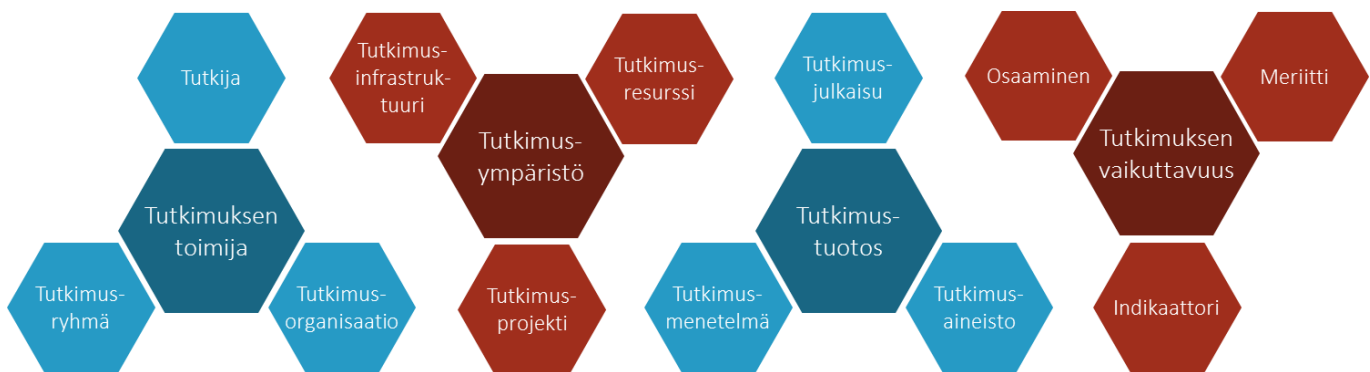 Tutkija
Tutkimuksen
toimija
Tutkimus-
ryhmä
Tutkimus-
organisaatio
Tutkimus-
infrastruk-
tuuri
Tutkimus-
resurssi
Tutkimus-
ympäristö
Tutkimus-
projekti
Tutkimus-
julkaisu
Tutkimus-
tuotos
Tutkimus-
menetelmä
Tutkimus-
aineisto
Osaaminen
Meriitti
Tutkimuksen
vaikuttavuus
Indikaattori